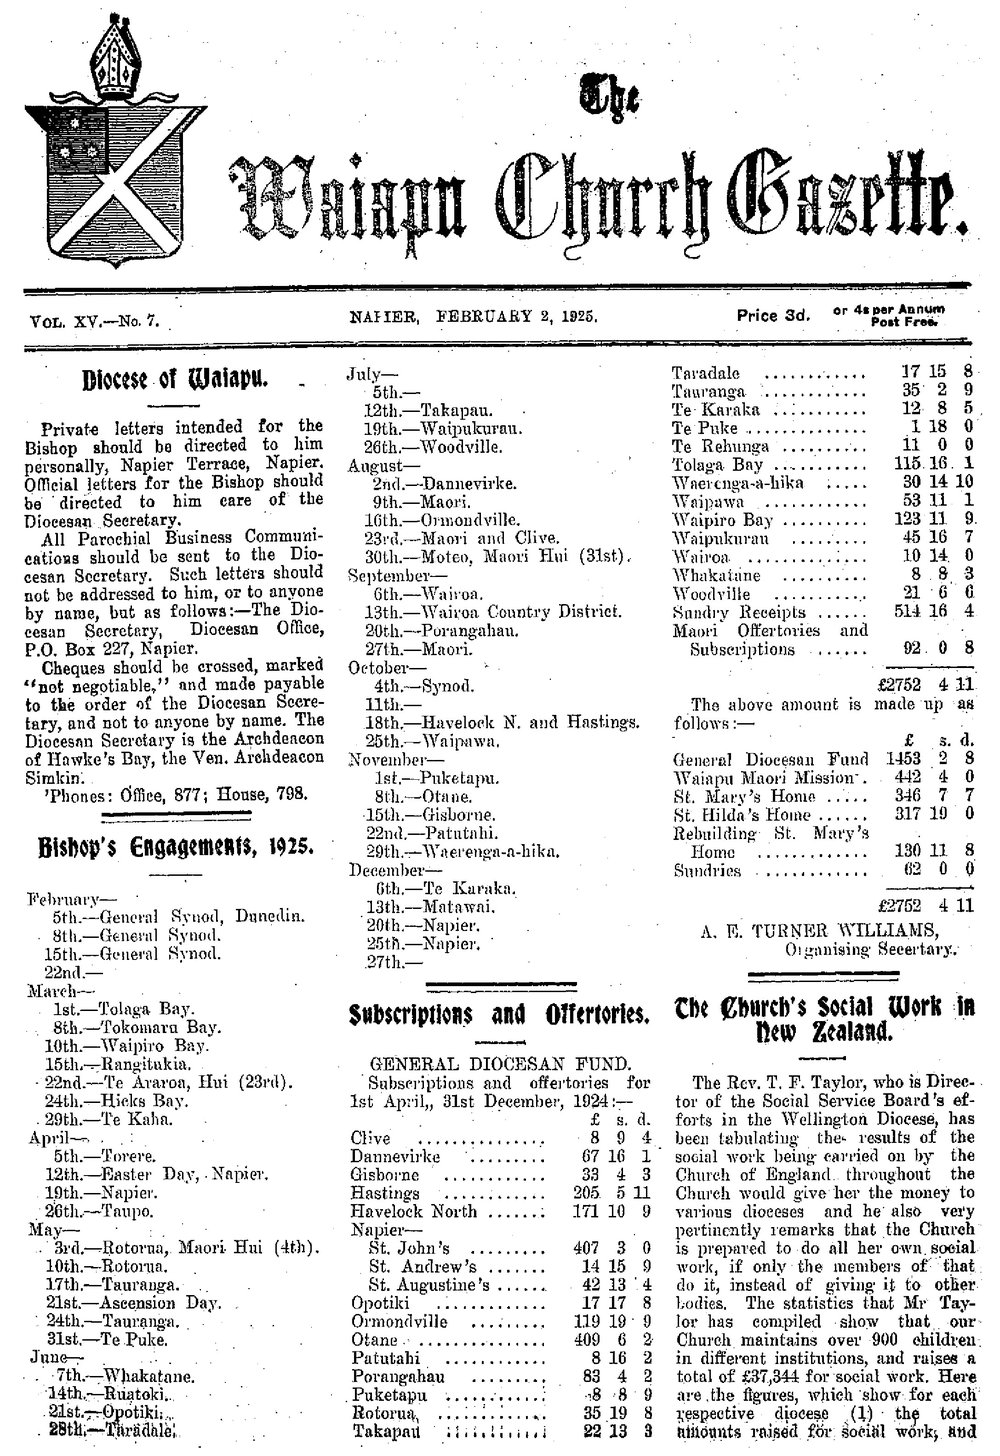 The
Waiapu Church Gazette.
VOL. XV.—No. 7.
NAPIER, FEBRUARY 2, 1925.
Price 3d. or 4s per Annum
Post Free.
Diocese of Waiapu.
Private letters intended for the
Bishop should be directed to him
personally, Napier Terrace, Napier.
Official letters for the Bishop should
be directed to him care of the
Diocesan Secretary.
All Parochial Business Communi-
cations should be sent to the Dio-
cesan Secretary. Such letters should
not be addressed to him, or to anyone
by name, but as follows:—The Dio-
cesan Secretary, Diocesan Office,
P.O. Box 227, Napier.
Cheques should be crossed, marked
"not negotiable," and made payable
to the order of the Diocesan Secre-
tary, and not to anyone by name. The
Diocesan Secretary is the Archdeacon
of Hawke's Bay, the Ven. Archdeacon
Simkin.
'Phones: Office, 877; House, 798.
Bishop's Engagements, 1925.
February—
5th.—General Synod, Dunedin.
8th.—General Synod.
15th.—General Synod.
22nd.—
March—
1st.—Tolaga Bay.
8th.—Tokomaru Bay.
10th.—Waipiro Bay.
15th.—Rangitukia.
22nd.—Te Araroa, Hui (23rd).
24th.—Hicks Bay.
29th.—Te Kaha.
April—
5th.—Torere.
12th.—Easter Day, Napier.
19th.—Napier.
26th.—Taupo.
May—
3rd.—Rotorua, Maori Hui (4th).
10th.—Rotorua.
17th.—Tauranga.
21st.—Ascension Day.
24th.—Tauranga.
31st.—Te Puke.
June—
7th.—Whakatane.
14th.—Ruatoki.
21st.—Opotiki.
28th.—Taradale.
July—
5th.—
12th.—Takapau.
19th.—Waipukurau.
26th.—Woodville.
August—
2nd.—Dannevirke.
9th.—Maori.
16th.—Ormondville.
23rd.—Maori and Clive.
30th.—Moteo, Maori Hui (31st).
September—
6th.—Wairoa.
13th.—Wairoa Country District.
20th.—Porangahau.
27th.—Maori.
October—
4th.—Synod.
11th.—
18th.—Havelock N. and Hastings.
25th.—Waipawa.
November—
1st.—Puketapu.
8th.—Otane.
15th.—Gisborne.
22nd.—Patutahi.
29th.—Waerenga-a-hika.
December—
6th.—Te Karaka.
13th.—Matawai.
20th.—Napier.
25th.—Napier.
27th.—
Subscriptions and Offertories.
GENERAL DIOCESAN FUND.
Subscriptions and offertories for
1st April,, 31st December, 1924:—
£ s. d.
Clive ............... 8 9 4
Dannevirke ......... 67 16 1
Gisborne ............ 33 4 3
Hastings ............ 205 5 11
Havelock North ....... 171 10 9
Napier—
St. John's ......... 407 3 0
St. Andrew's ....... 14 15 9
St. Augustine's ...... 42 13 4
Opotiki ............. 17 17 8
Ormondville ......... 119 19 9
Otane .............. 409 6 2
Patutahi ............ 8 16 2
Porangahau ......... 83 4 2
Puketapu ............ 8 8 9
Rotorua, ............ 35 19 8
Takapau ............ 22 13 3
Taradale ............ 17 15 8
Tauranga ............ 35 2 9
Te Karaka .......... 12 8 5
Te Puke ............. 1 18 0
Te Rehunga ......... 11 0 0
Tolaga Bay .......... 115 16 1
Waerenga-a-hika ..... 30 14 10
Waipawa ............ 53 11 1
Waipiro Bay ......... 123 11 9
Waipukurau ......... 45 16 7
Wairoa ............. 10 14 0
Whakatane .......... 8 8 3
Woodville ........... 21 6 6
Sundry Receipts ...... 514 16 4
Maori Offertories and
Subscriptions ...... 92 0 8
£2752 4 11
The above amount is made up as
follows:—
£ s. d.
General Diocesan Fund 1453 2 8
Waiapu Maori Mission. 442 4 0
St. Mary's Home ..... 346 7 7
St. Hilda's Home ...... 317 19 0
Rebuilding St. Mary's
Home ............ 130 11 8
Sundries ............ 62 0 0
£2752 4 11
A. E. TURNER WILLIAMS,
Organising Secertary.
The Church's Social Work in
New Zealand.
The Rev. T. F. Taylor, who is Direc-
tor of the Social Service Board's ef-
forts in the Wellington Diocese, has
been tabulating the results of the
social work being carried on by the
Church of England throughout the
Church would give her the money to
various dioceses and he also very
pertinently remarks that the Church
is prepared to do all her own social
work, if only the members of that
do it, instead of giving it to other
bodies. The statistics that Mr Tay-
lor has compiled show that our
Church maintains over 900 children
in different institutions, and raises a
total of £37,344 for social work. Here
are the figures, which show for each
respective diocese (1) the total
amounts raised for social work, and